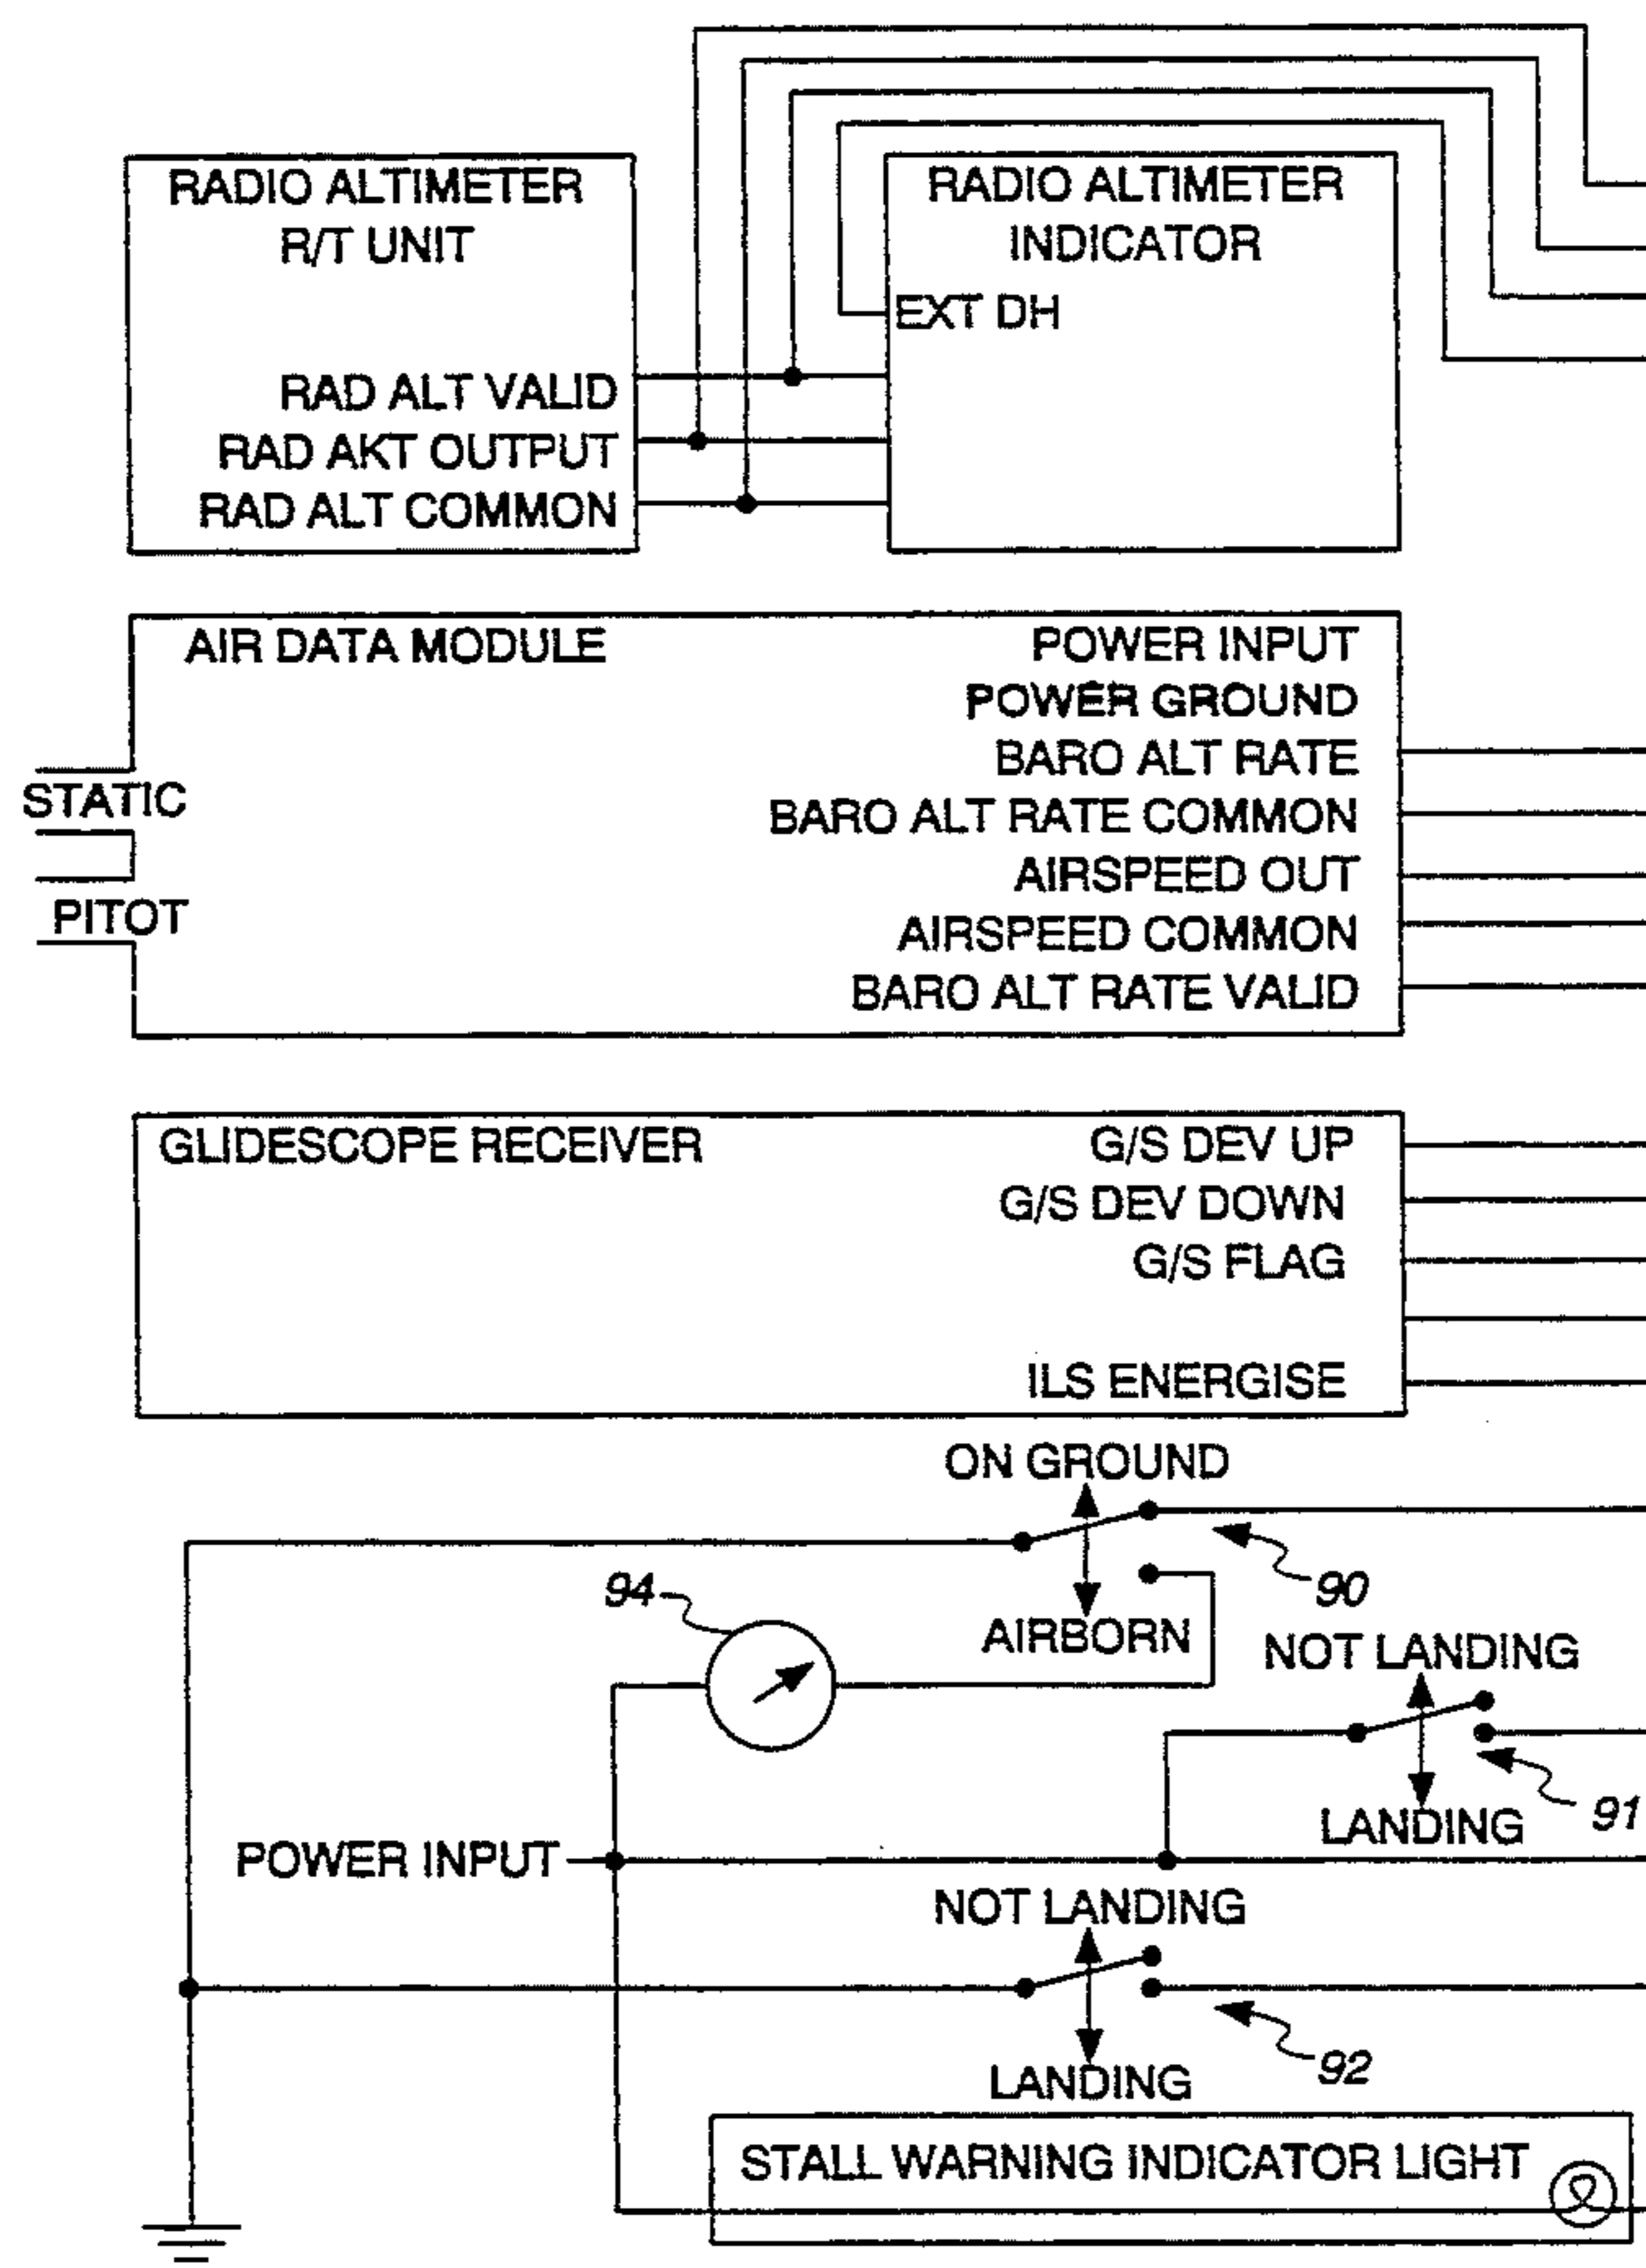 RADIO ALTIMETER
R/T UNIT
RAD ALT VALID
RAD AKT OUTPUT
RAD ALT COMMON
RADIO ALTIMETER
INDICATOR
EXT DH
AIR DATA MODULE
STATIC
PITOT
POWER INPUT
POWER GROUND
BARO ALT RATE
BARO ALT RATE COMMON
AIRSPEED OUT
AIRSPEED COMMON
BARO ALT RATE VALID
GLIDESCOPE RECEIVER
G/S DEV UP
G/S DEV DOWN
G/S FLAG
ILS ENERGISE
ON GROUND
90
94
AIRBORN
NOT LANDING
91
LANDING
POWER INPUT
NOT LANDING
92
LANDING
STALL WARNING INDICATOR LIGHT